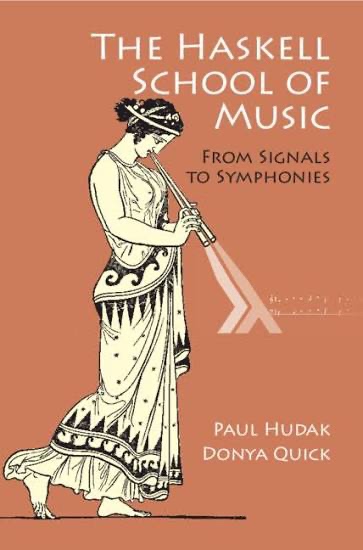 THE HASKELL
SCHOOL OF
MUSIC
FROM SIGNALS
TO SYMPHONIES
PAUL HUDAK
DONYA QUICK